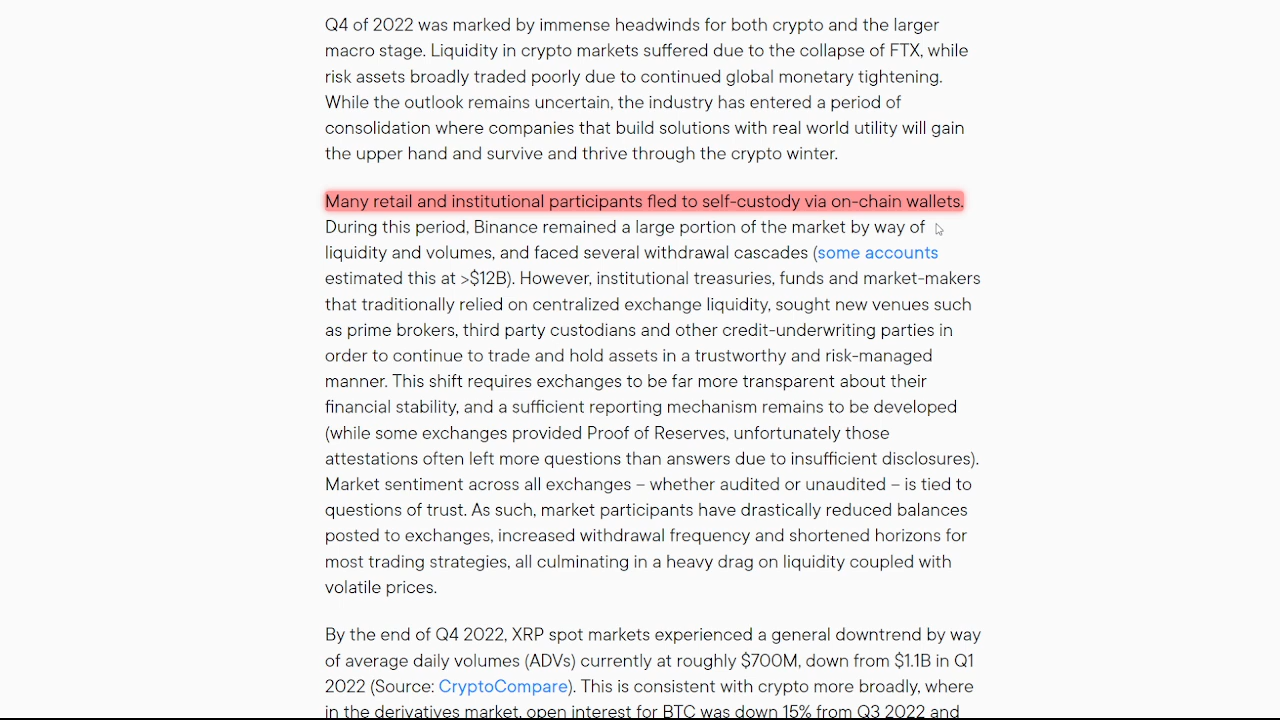 Q4 of 2022 was marked by immense headwinds for both crypto and the larger
macro stage. Liquidity in crypto markets suffered due to the collapse of FTX, while
risk assets broadly traded poorly due to continued global monetary tightening.
While the outlook remains uncertain, the industry has entered a period of
consolidation where companies that build solutions with real world utility will gain
the upper hand and survive and thrive through the crypto winter.
Many retail and institutional participants fled to self-custody via on-chain wallets.
During this period, Binance remained a large portion of the market by way of
liquidity and volumes, and faced several withdrawal cascades (some accounts
estimated this at >$12B). However, institutional treasuries, funds and market-makers
that traditionally relied on centralized exchange liquidity, sought new venues such
as prime brokers, third party custodians and other credit-underwriting parties in
order to continue to trade and hold assets in a trustworthy and risk-managed
manner. This shift requires exchanges to be far more transparent about their
financial stability, and a sufficient reporting mechanism remains to be developed
(while some exchanges provided Proof of Reserves, unfortunately those
attestations often left more questions than answers due to insufficient disclosures).
Market sentiment across all exchanges – whether audited or unaudited – is tied to
questions of trust. As such, market participants have drastically reduced balances
posted to exchanges, increased withdrawal frequency and shortened horizons for
most trading strategies, all culminating in a heavy drag on liquidity coupled with
volatile prices.
By the end of Q4 2022, XRP spot markets experienced a general downtrend by way
of average daily volumes (ADVs) currently at roughly $700M, down from $1.1B in Q1
2022 (Source: CryptoCompare). This is consistent with crypto more broadly, where
in the derivatives market, open interest for BTC was down 15% from Q3 2022 and